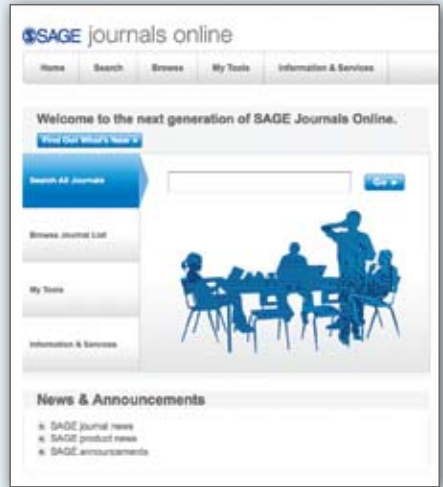 SAGE journals online
Home Search Browse My Tools Information & Services
Welcome to the next generation of SAGE Journals Online.
Find Out What's New »
Search All Journals
Go »
Browse Journal List
My Tools
Information & Services
News & Announcements
SAGE journal news
SAGE product news
SAGE announcements